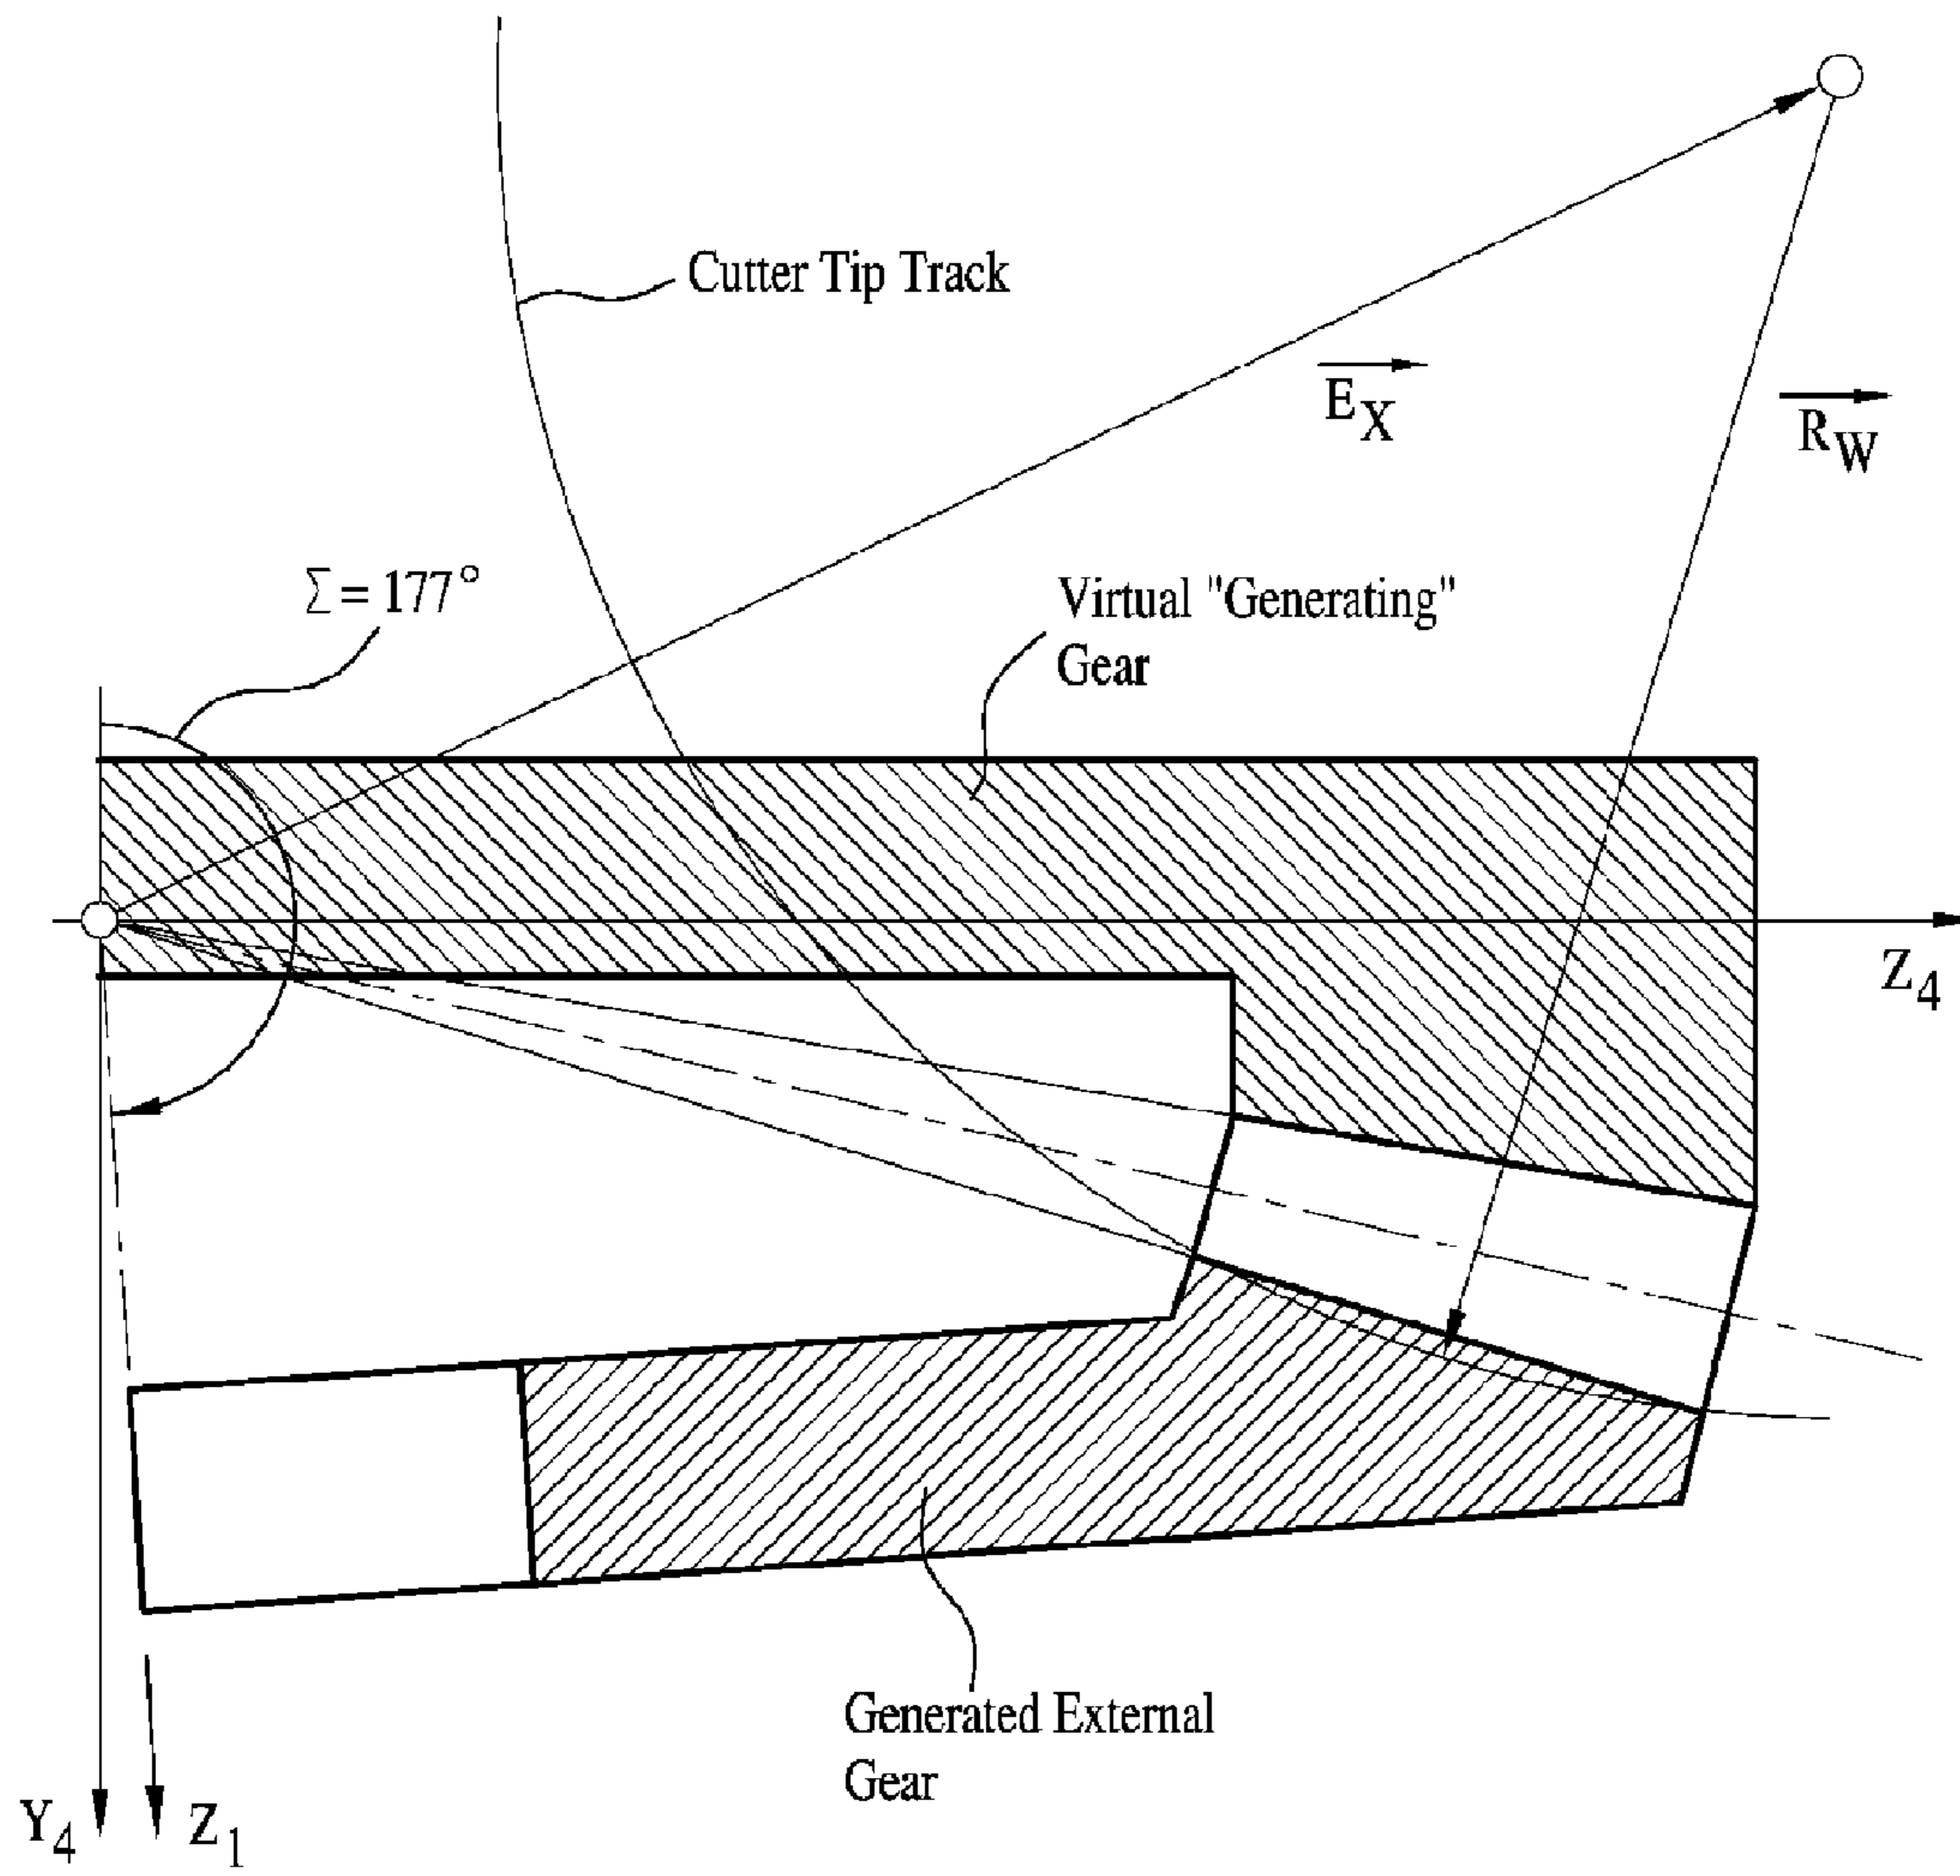 Cutter Tip Track
E_X
R_W
Σ = 177°
Virtual "Generating"
Gear
Z_4
Generated External
Gear
Y_4
Z_1